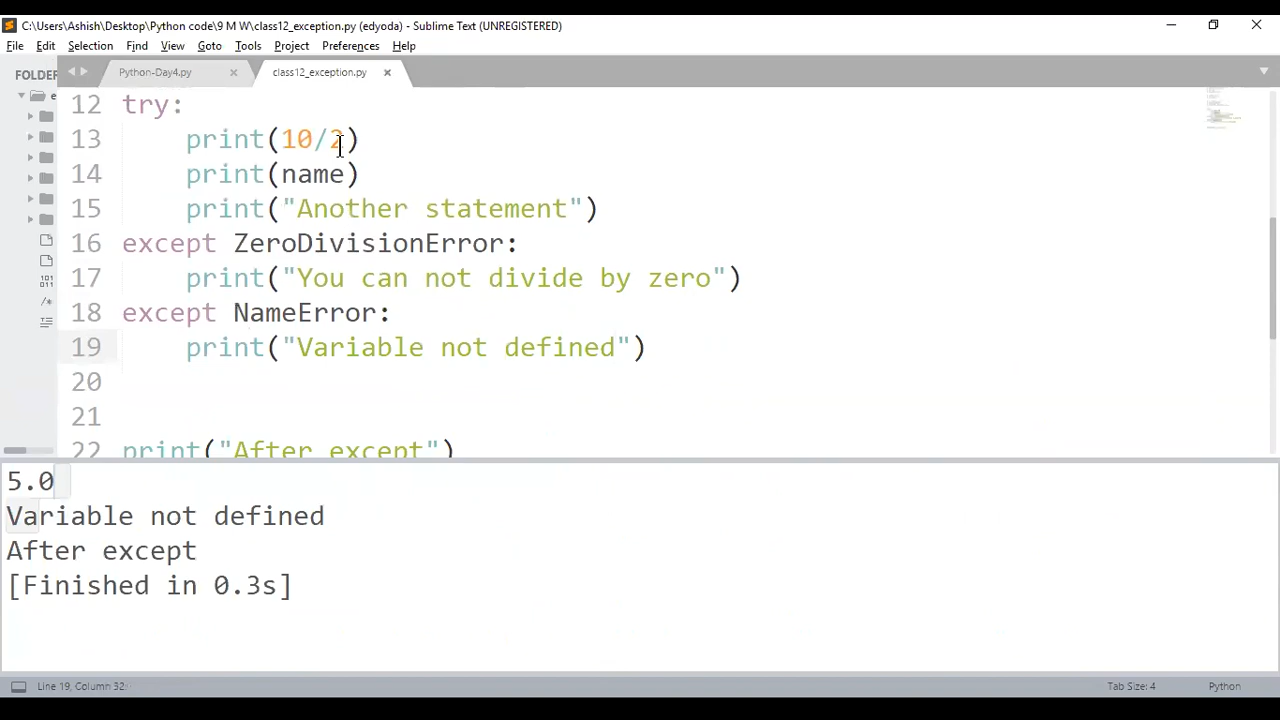 C:\Users\Ashish\Desktop\Python code\9 M W\class12_exception.py (edyoda) - Sublime Text (UNREGISTERED)
File Edit Selection Find View Goto Tools Project Preferences Help
FOLDER
Python-Day4.py
class12_exception.py
12 try:
13     print(10/2)
14     print(name)
15     print("Another statement")
16 except ZeroDivisionError:
17     print("You can not divide by zero")
18 except NameError:
19     print("Variable not defined")
20
21
22 print("After except")
5.0
Variable not defined
After except
[Finished in 0.3s]
Line 19, Column 32
Tab Size: 4
Python